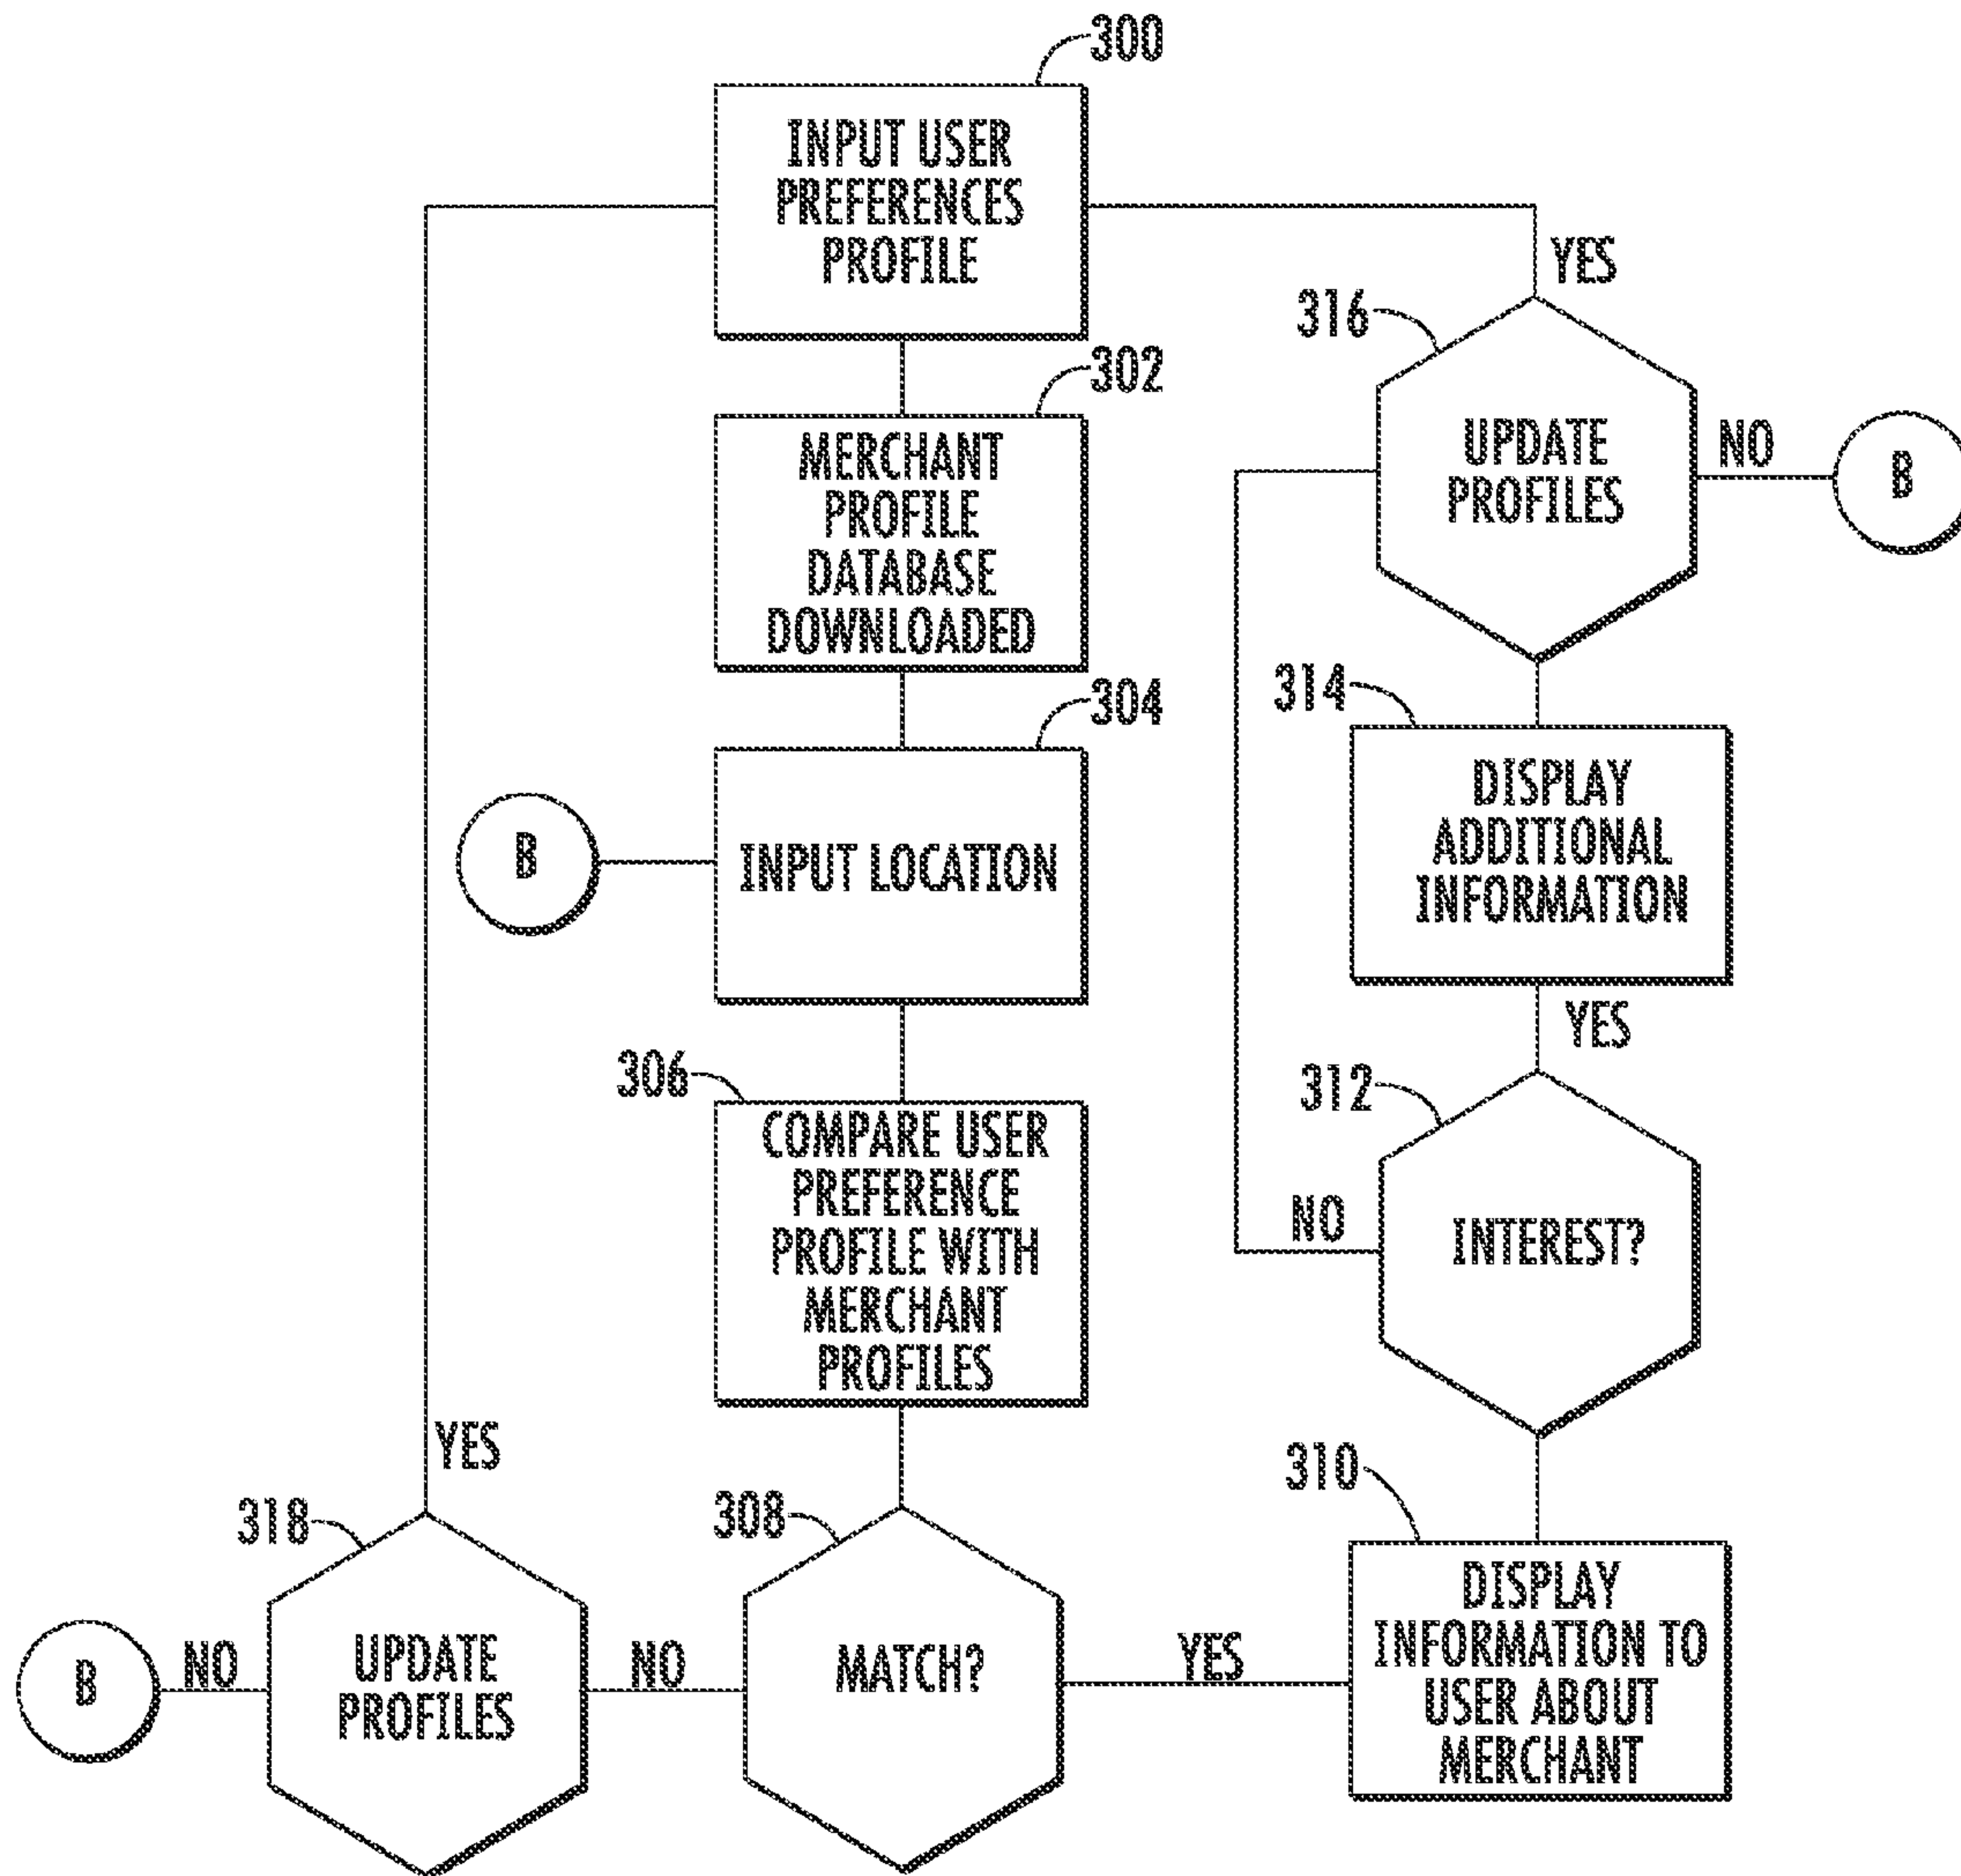 300
INPUT USER
PREFERENCES
PROFILE
YES
316
UPDATE
PROFILES
NO
B
302
MERCHANT
PROFILE
DATABASE
DOWNLOADED
304
INPUT LOCATION
B
314
DISPLAY
ADDITIONAL
INFORMATION
YES
306
COMPARE USER
PREFERENCE
PROFILE WITH
MERCHANT
PROFILES
312
INTEREST?
NO
YES
318
UPDATE
PROFILES
NO
B
NO
308
MATCH?
YES
310
DISPLAY
INFORMATION TO
USER ABOUT
MERCHANT